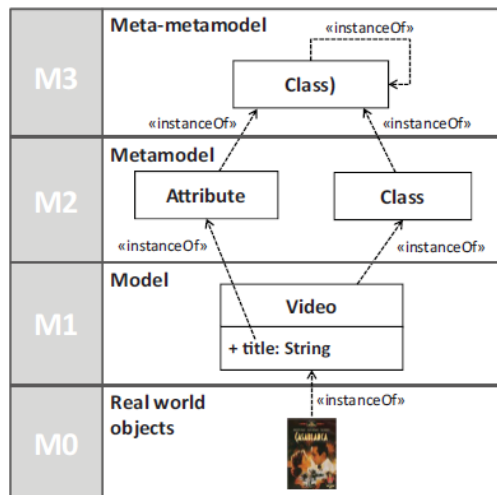 M3
Meta-metamodel
«instanceOf»
Class)
«instanceOf»
«instanceOf»
M2
Metamodel
Attribute
Class
«instanceOf»
«instanceOf»
M1
Model
Video
+ title: String
M0
Real world
objects
«instanceOf»
CASABLANCA